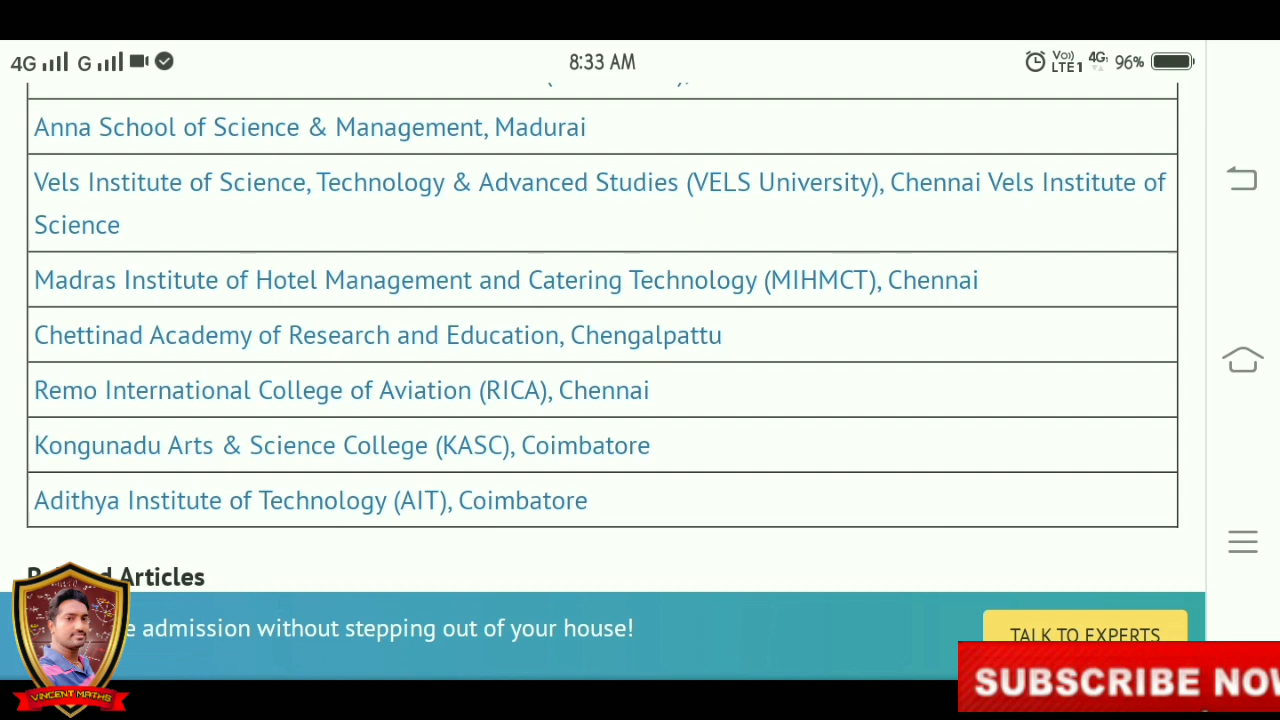 4G G 8:33 AM Vo)) LTE1 4G 96%
Anna School of Science & Management, Madurai
Vels Institute of Science, Technology & Advanced Studies (VELS University), Chennai Vels Institute of
Science
Madras Institute of Hotel Management and Catering Technology (MIHMCT), Chennai
Chettinad Academy of Research and Education, Chengalpattu
Remo International College of Aviation (RICA), Chennai
Kongunadu Arts & Science College (KASC), Coimbatore
Adithya Institute of Technology (AIT), Coimbatore
Articles
admission without stepping out of your house!
TALK TO EXPERTS
SUBSCRIBE NOW
VINCENT MATHS